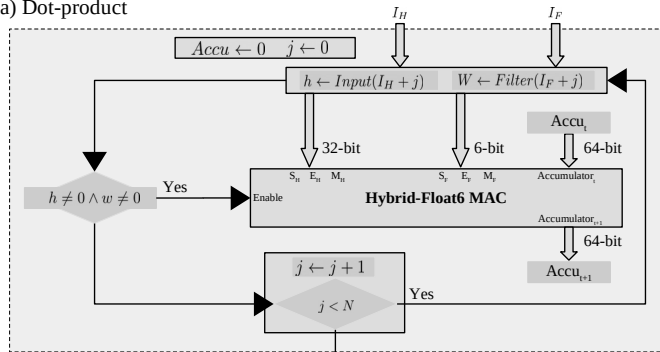 a) Dot-product
I_H I_F
Accu ← 0 j ← 0
h ← Input(I_H + j) W ← Filter(I_F + j)
Accu_t
32-bit 6-bit 64-bit
S_H E_H M_H S_F E_F M_F Accumulator_t
h ≠ 0 ∧ w ≠ 0 Yes Enable Hybrid-Float6 MAC
Accumulator_{t+1}
64-bit
j ← j + 1 Accu_{t+1}
j < N Yes